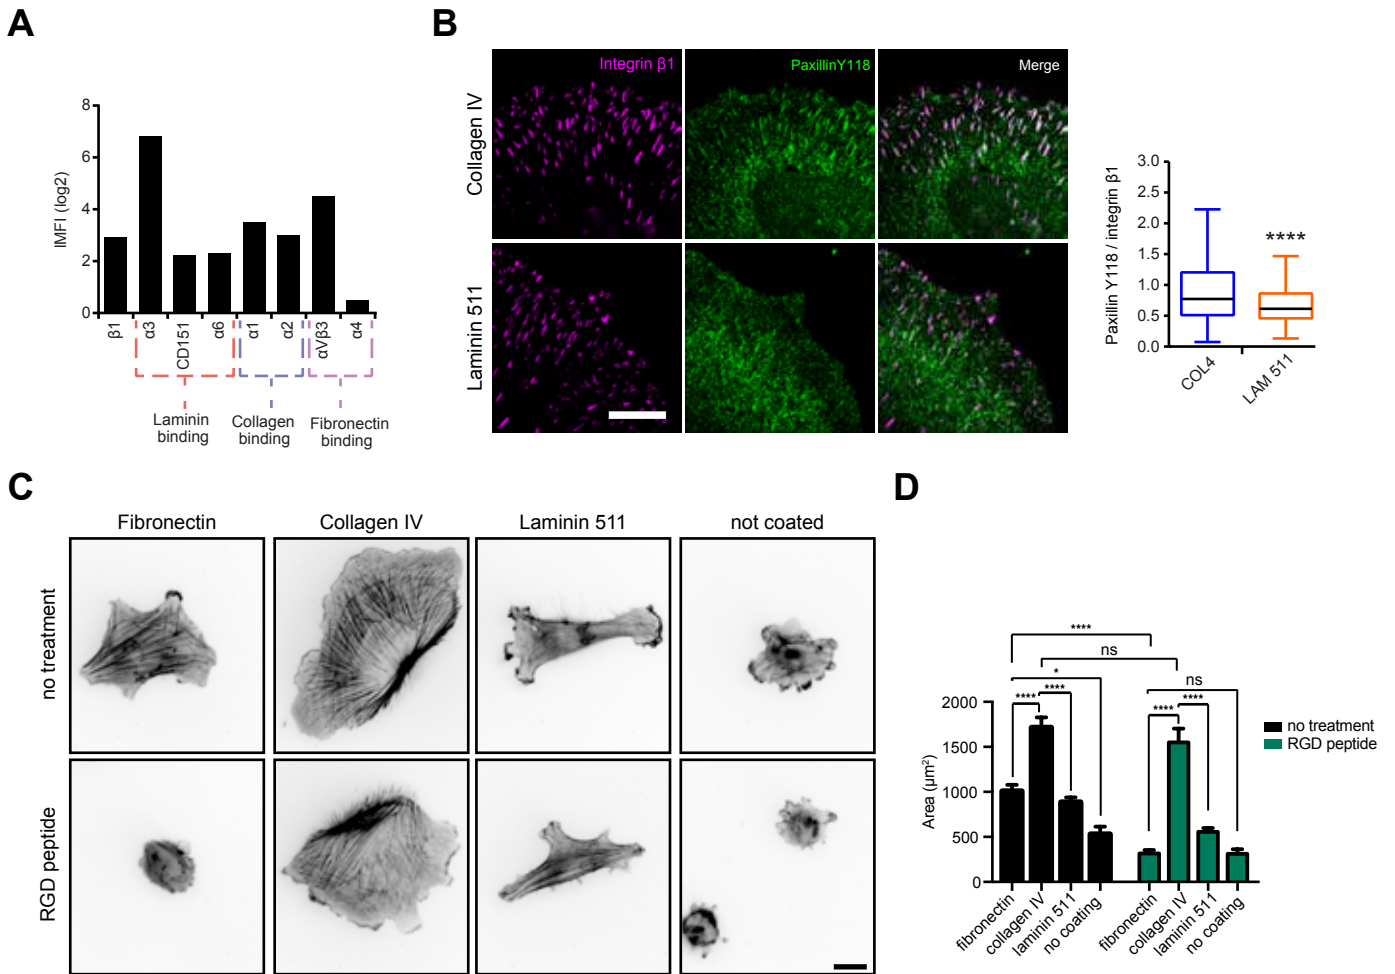 A
8
6
4
2
0
IMFI (log2)
β1
α3
CD151
α6
α1
α2
αVβ3
α4
Laminin
binding
Collagen
binding
Fibronectin
binding
B
Integrin β1
PaxillinY118
Merge
Collagen IV
Laminin 511
3.0
2.5
2.0
1.5
1.0
0.5
0.0
Paxillin Y118 / integrin β1
****
COL4
LAM 511
C
Fibronectin
Collagen IV
Laminin 511
not coated
no treatment
RGD peptide
D
****
ns
*
ns
**** ****
**** ****
2000
1500
1000
500
0
Area (µm²)
no treatment
RGD peptide
fibronectin
collagen IV
laminin 511
no coating
fibronectin
collagen IV
laminin 511
no coating